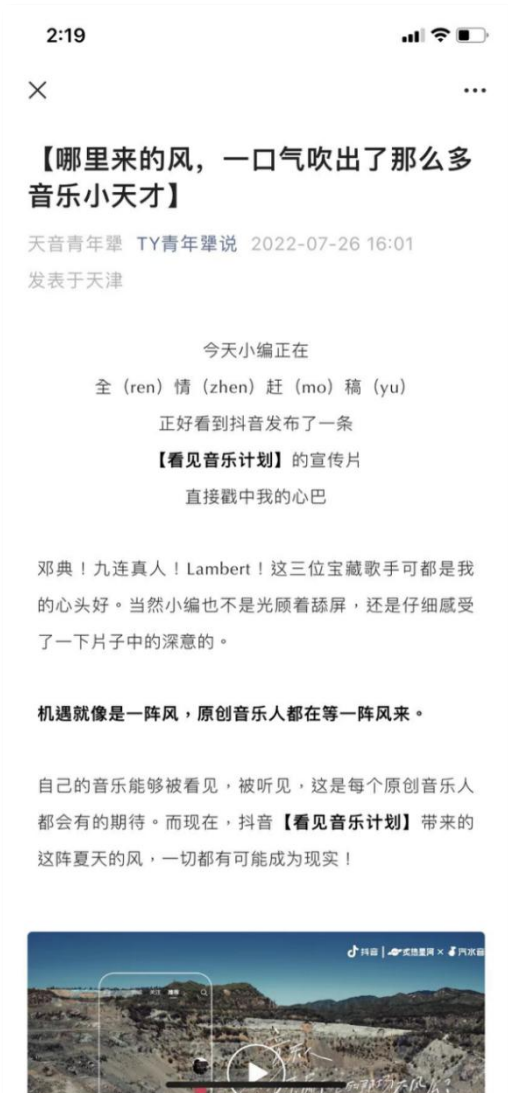 2:19
【哪里来的风，一口气吹出了那么多
音乐小天才】
天音青年犟 TY青年犟说 2022-07-26 16:01
发表于天津
今天小编正在
全（ren）情（zhen）赶（mo）稿（yu）
正好看到抖音发布了一条
【看见音乐计划】的宣传片
直接戳中我的心巴
邓典！九连真人！Lambert！这三位宝藏歌手可都是我
的心头好。当然小编也不是光顾着舔屏，还是仔细感受
了一下片子中的深意的。
机遇就像是一阵风，原创音乐人都在等一阵风来。
自己的音乐能够被看见，被听见，这是每个原创音乐人
都会有的期待。而现在，抖音【看见音乐计划】带来的
这阵夏天的风，一切都有可能成为现实！
抖音 | 炙热星河 × 汽水音
关注 推荐